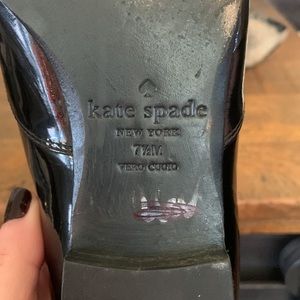 kate spade
NEW YORK
7½M
VERO CUOIO